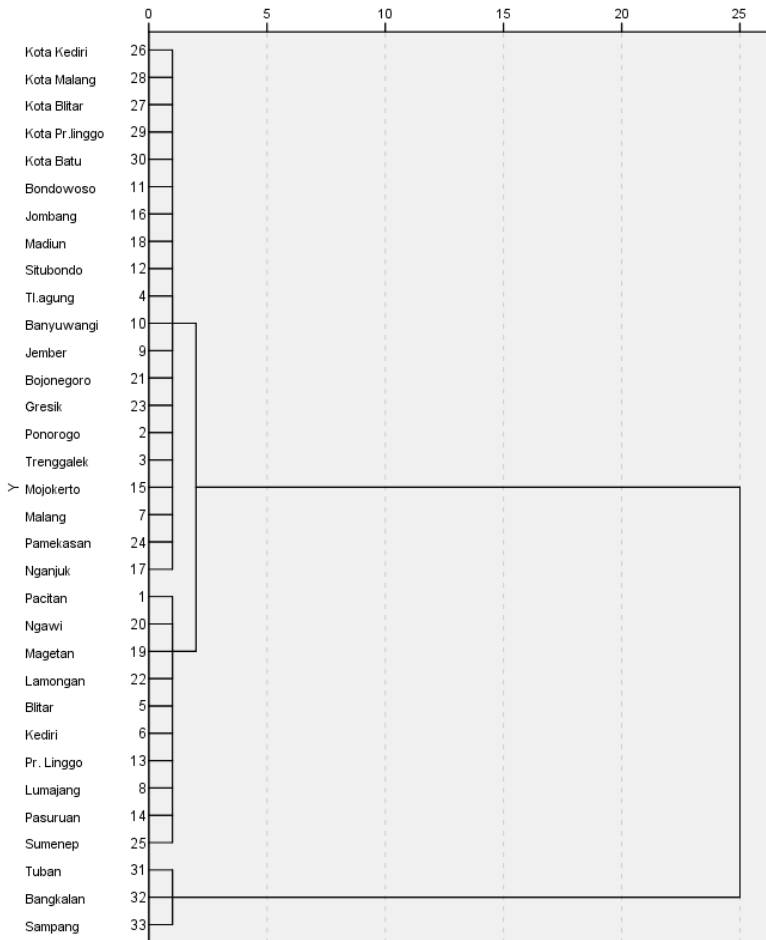 0 5 10 15 20 25
Kota Kediri 26
Kota Malang 28
Kota Blitar 27
Kota Pr.linggo 29
Kota Batu 30
Bondowoso 11
Jombang 16
Madiun 18
Situbondo 12
Tl.agung 4
Banyuwangi 10
Jember 9
Bojonegoro 21
Gresik 23
Ponorogo 2
Trenggalek 3
Y
Mojokerto 15
Malang 7
Pamekasan 24
Nganjuk 17
Pacitan 1
Ngawi 20
Magetan 19
Lamongan 22
Blitar 5
Kediri 6
Pr. Linggo 13
Lumajang 8
Pasuruan 14
Sumenep 25
Tuban 31
Bangkalan 32
Sampang 33